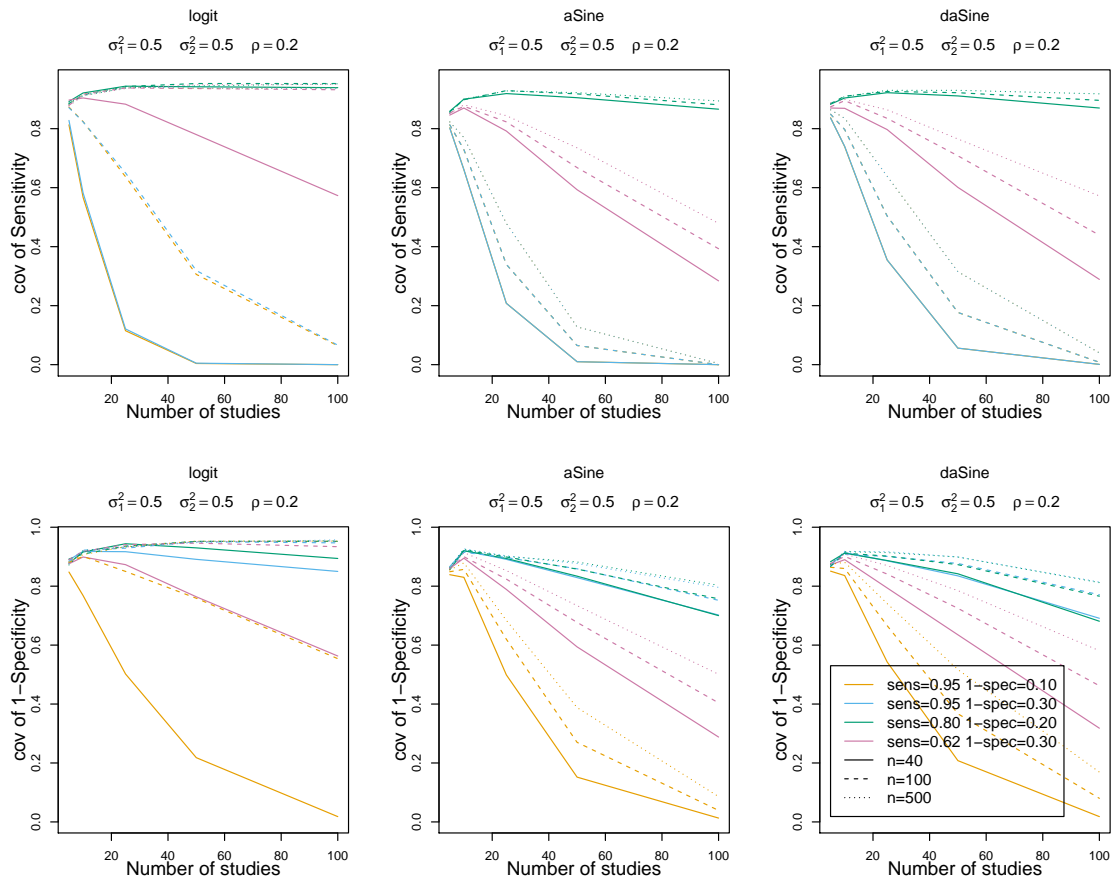 logit
σ₁² = 0.5 σ₂² = 0.5 ρ = 0.2
cov of Sensitivity
0.0 0.2 0.4 0.6 0.8
20 40 60 80 100
Number of studies
aSine
σ₁² = 0.5 σ₂² = 0.5 ρ = 0.2
cov of Sensitivity
0.0 0.2 0.4 0.6 0.8
20 40 60 80 100
Number of studies
daSine
σ₁² = 0.5 σ₂² = 0.5 ρ = 0.2
cov of Sensitivity
0.0 0.2 0.4 0.6 0.8
20 40 60 80 100
Number of studies
logit
σ₁² = 0.5 σ₂² = 0.5 ρ = 0.2
cov of 1−Specificity
0.0 0.2 0.4 0.6 0.8 1.0
20 40 60 80 100
Number of studies
aSine
σ₁² = 0.5 σ₂² = 0.5 ρ = 0.2
cov of 1−Specificity
0.0 0.2 0.4 0.6 0.8 1.0
20 40 60 80 100
Number of studies
daSine
σ₁² = 0.5 σ₂² = 0.5 ρ = 0.2
cov of 1−Specificity
0.0 0.2 0.4 0.6 0.8 1.0
sens=0.95 1−spec=0.10
sens=0.95 1−spec=0.30
sens=0.80 1−spec=0.20
sens=0.62 1−spec=0.30
n=40
n=100
n=500
20 40 60 80 100
Number of studies